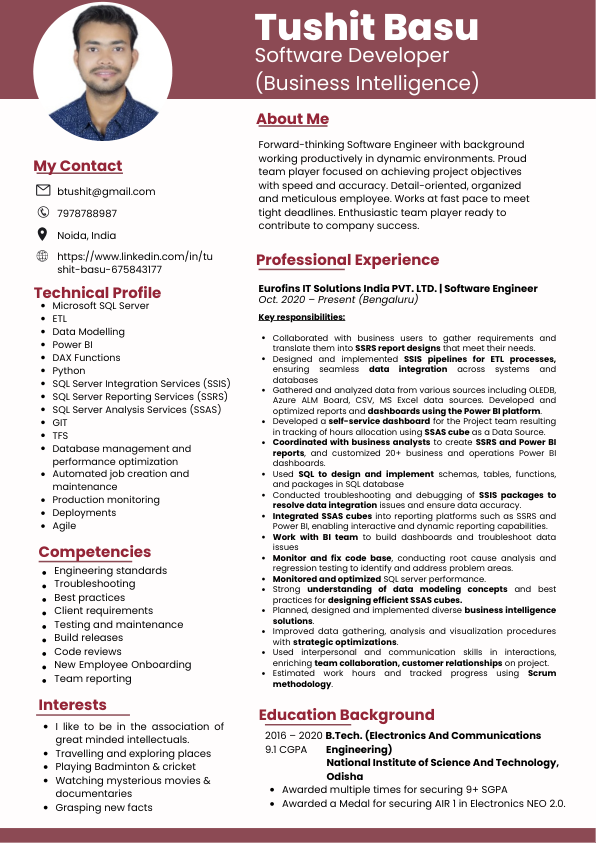 Tushit Basu
Software Developer
(Business Intelligence)
My Contact
btushit@gmail.com
7978788987
Noida, India
https://www.linkedin.com/in/tu
shit-basu-675843177
Technical Profile
• Microsoft SQL Server
• ETL
• Data Modelling
• Power BI
• DAX Functions
• Python
• SQL Server Integration Services (SSIS)
• SQL Server Reporting Services (SSRS)
• SQL Server Analysis Services (SSAS)
• GIT
• TFS
• Database management and
performance optimization
• Automated job creation and
maintenance
• Production monitoring
• Deployments
• Agile
Competencies
• Engineering standards
• Troubleshooting
• Best practices
• Client requirements
• Testing and maintenance
• Build releases
• Code reviews
• New Employee Onboarding
• Team reporting
Interests
• I like to be in the association of
great minded intellectuals.
• Travelling and exploring places
• Playing Badminton & cricket
• Watching mysterious movies &
documentaries
• Grasping new facts
About Me
Forward-thinking Software Engineer with background
working productively in dynamic environments. Proud
team player focused on achieving project objectives
with speed and accuracy. Detail-oriented, organized
and meticulous employee. Works at fast pace to meet
tight deadlines. Enthusiastic team player ready to
contribute to company success.
Professional Experience
Eurofins IT Solutions India PVT. LTD. | Software Engineer
Oct. 2020 – Present (Bengaluru)
Key responsibilities:
• Collaborated with business users to gather requirements and
translate them into SSRS report designs that meet their needs.
• Designed and implemented SSIS pipelines for ETL processes,
ensuring seamless data integration across systems and
databases
• Gathered and analyzed data from various sources including OLEDB,
Azure ALM Board, CSV, MS Excel data sources. Developed and
optimized reports and dashboards using the Power BI platform.
• Developed a self-service dashboard for the Project team resulting
in tracking of hours allocation using SSAS cube as a Data Source.
• Coordinated with business analysts to create SSRS and Power BI
reports, and customized 20+ business and operations Power BI
dashboards.
• Used SQL to design and implement schemas, tables, functions,
and packages in SQL database
• Conducted troubleshooting and debugging of SSIS packages to
resolve data integration issues and ensure data accuracy.
• Integrated SSAS cubes into reporting platforms such as SSRS and
Power BI, enabling interactive and dynamic reporting capabilities.
• Work with BI team to build dashboards and troubleshoot data
issues
• Monitor and fix code base, conducting root cause analysis and
regression testing to identify and address problem areas.
• Monitored and optimized SQL server performance.
• Strong understanding of data modeling concepts and best
practices for designing efficient SSAS cubes.
• Planned, designed and implemented diverse business intelligence
solutions.
• Improved data gathering, analysis and visualization procedures
with strategic optimizations.
• Used interpersonal and communication skills in interactions,
enriching team collaboration, customer relationships on project.
• Estimated work hours and tracked progress using Scrum
methodology.
Education Background
2016 – 2020 B.Tech. (Electronics And Communications
9.1 CGPA Engineering)
National Institute of Science And Technology,
Odisha
• Awarded multiple times for securing 9+ SGPA
• Awarded a Medal for securing AIR 1 in Electronics NEO 2.0.